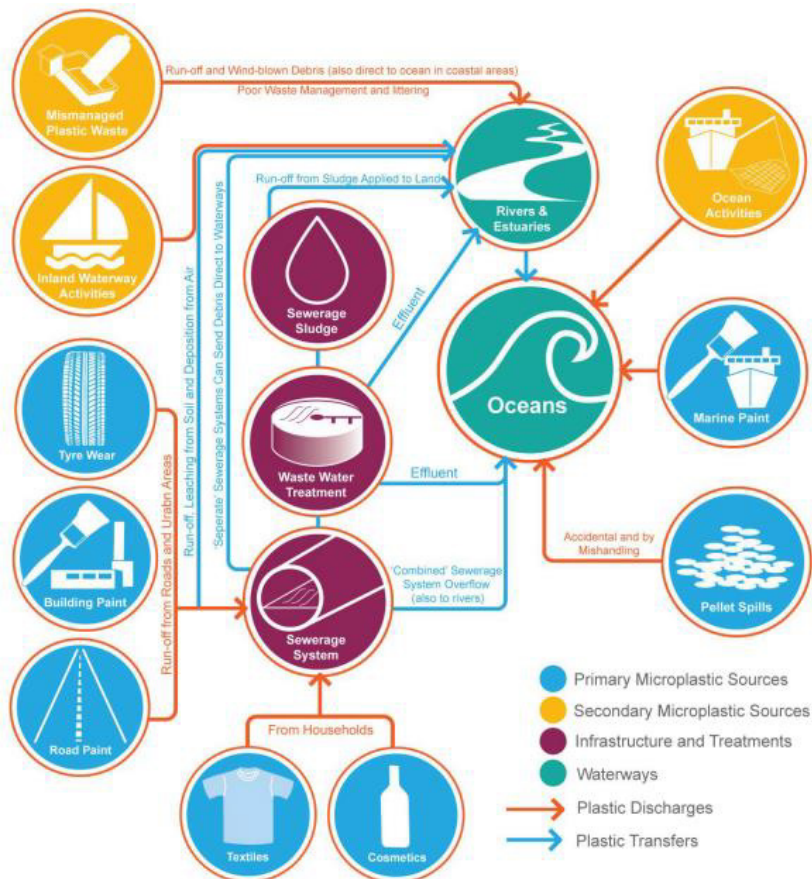 Run-off and Wind-blown Debris (also direct to ocean in coastal areas)
Poor Waste Management and littering
Mismanaged
Plastic Waste
Rivers &
Estuaries
Ocean
Activities
Inland Waterway
Activities
Run-off from Sludge Applied to Land
Sewerage
Sludge
Effluent
Run-off, Leaching from Soil and Deposition from Air
'Seperate' Sewerage Systems Can Send Debris Direct to Waterways
Oceans
Marine Paint
Tyre Wear
Waste Water
Treatment
Effluent
Building Paint
Run-off from Roads and Urabn Areas
Sewerage
System
'Combined' Sewerage
System Overflow
(also to rivers)
Accidental and by
Mishandling
Pellet Spills
Road Paint
From Households
Textiles
Cosmetics
Primary Microplastic Sources
Secondary Microplastic Sources
Infrastructure and Treatments
Waterways
Plastic Discharges
Plastic Transfers